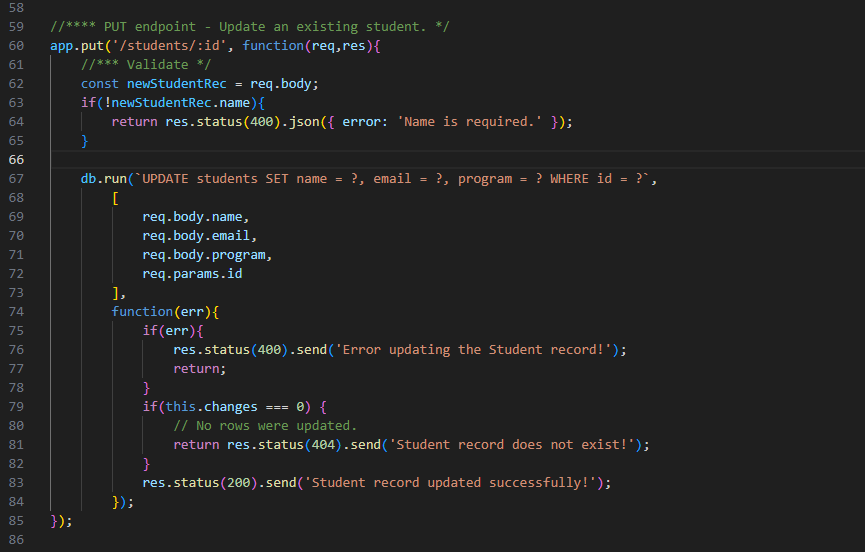 58
59 //**** PUT endpoint - Update an existing student. */
60 app.put('/students/:id', function(req,res){
61     //*** Validate */
62     const newStudentRec = req.body;
63     if(!newStudentRec.name){
64         return res.status(400).json({ error: 'Name is required.' });
65     }
66
67     db.run(`UPDATE students SET name = ?, email = ?, program = ? WHERE id = ?`,
68         [
69             req.body.name,
70             req.body.email,
71             req.body.program,
72             req.params.id
73         ],
74         function(err){
75             if(err){
76                 res.status(400).send('Error updating the Student record!');
77                 return;
78             }
79             if(this.changes === 0) {
80                 // No rows were updated.
81                 return res.status(404).send('Student record does not exist!');
82             }
83             res.status(200).send('Student record updated successfully!');
84         });
85 });
86